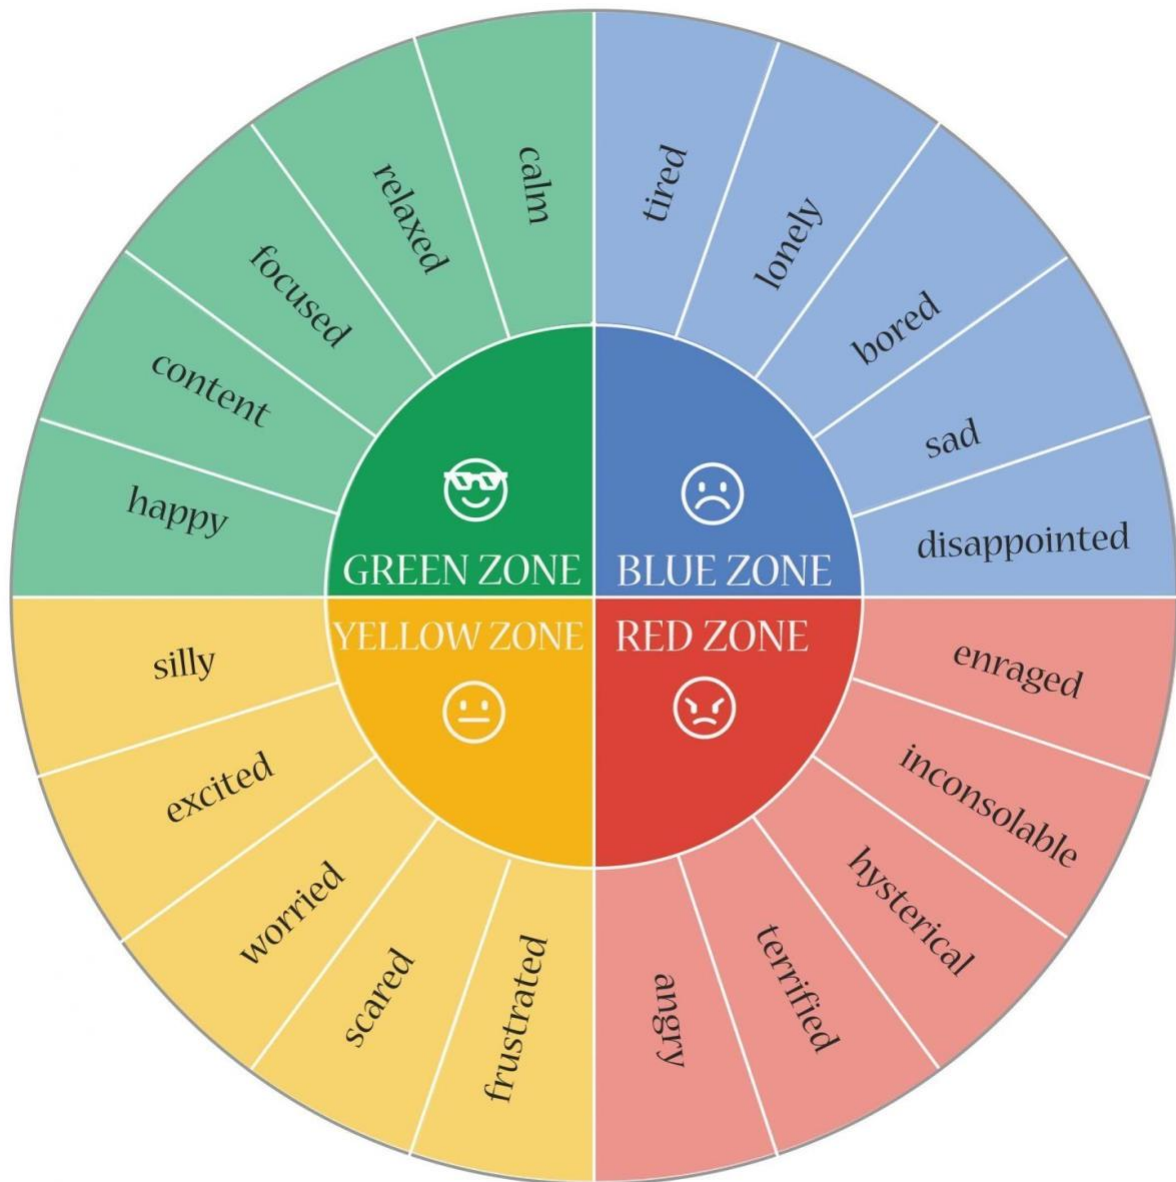 calm
relaxed
focused
content
happy
GREEN ZONE
tired
lonely
bored
sad
disappointed
BLUE ZONE
YELLOW ZONE
silly
excited
worried
scared
frustrated
RED ZONE
enraged
inconsolable
hysterical
terrified
angry